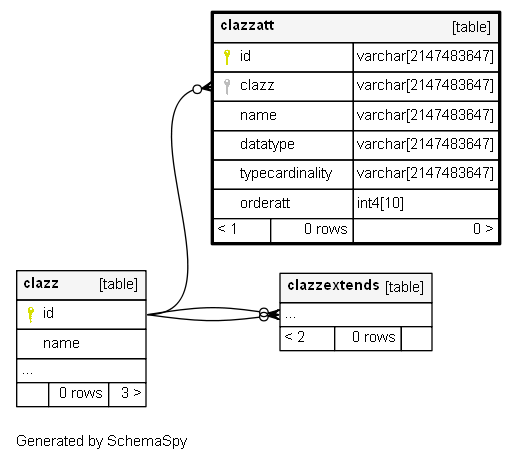 clazzatt [table]
id varchar[2147483647]
clazz varchar[2147483647]
name varchar[2147483647]
datatype varchar[2147483647]
typecardinality varchar[2147483647]
orderatt int4[10]
< 1 0 rows 0 >
clazz [table]
id
name
...
0 rows 3 >
clazzextends [table]
...
< 2 0 rows
Generated by SchemaSpy